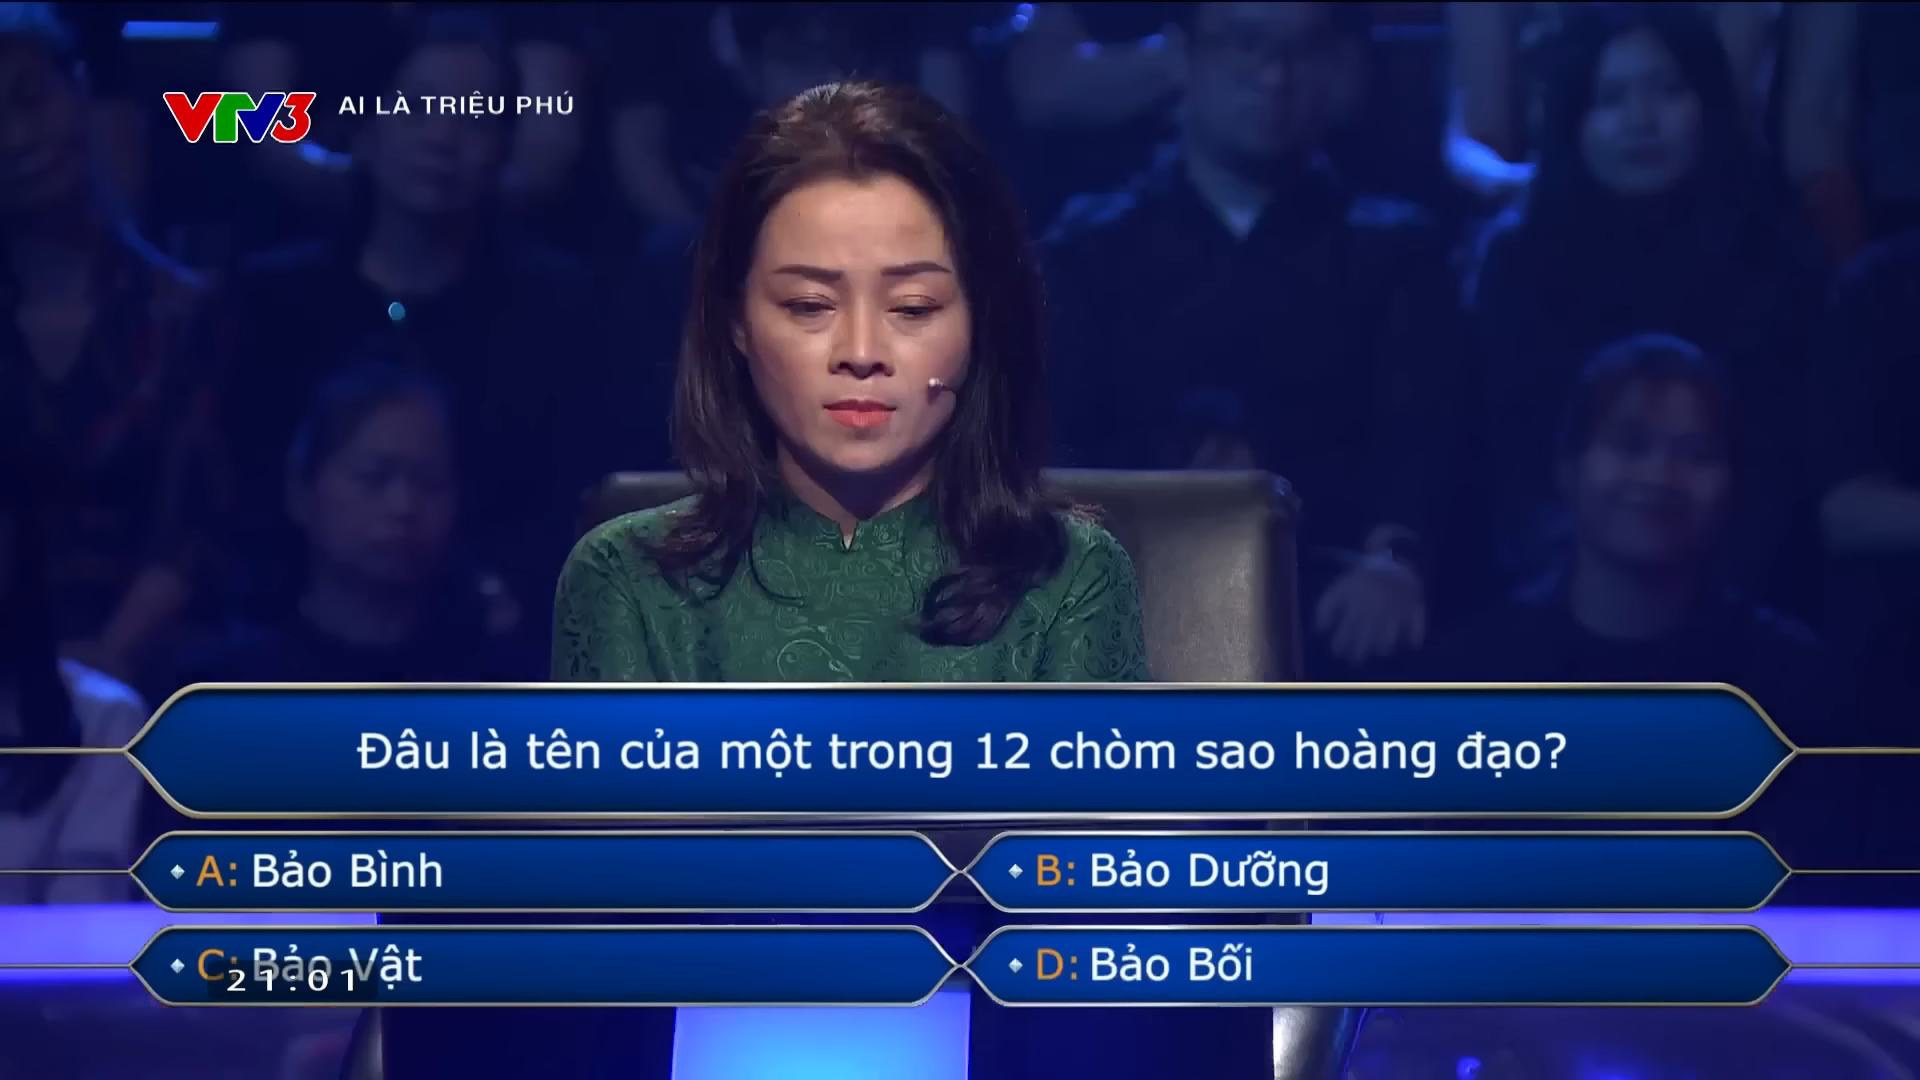 VTV3 AI LÀ TRIỆU PHÚ
Đâu là tên của một trong 12 chòm sao hoàng đạo?
A: Bảo Bình
B: Bảo Dưỡng
C: Bảo Vật
D: Bảo Bối
21:01